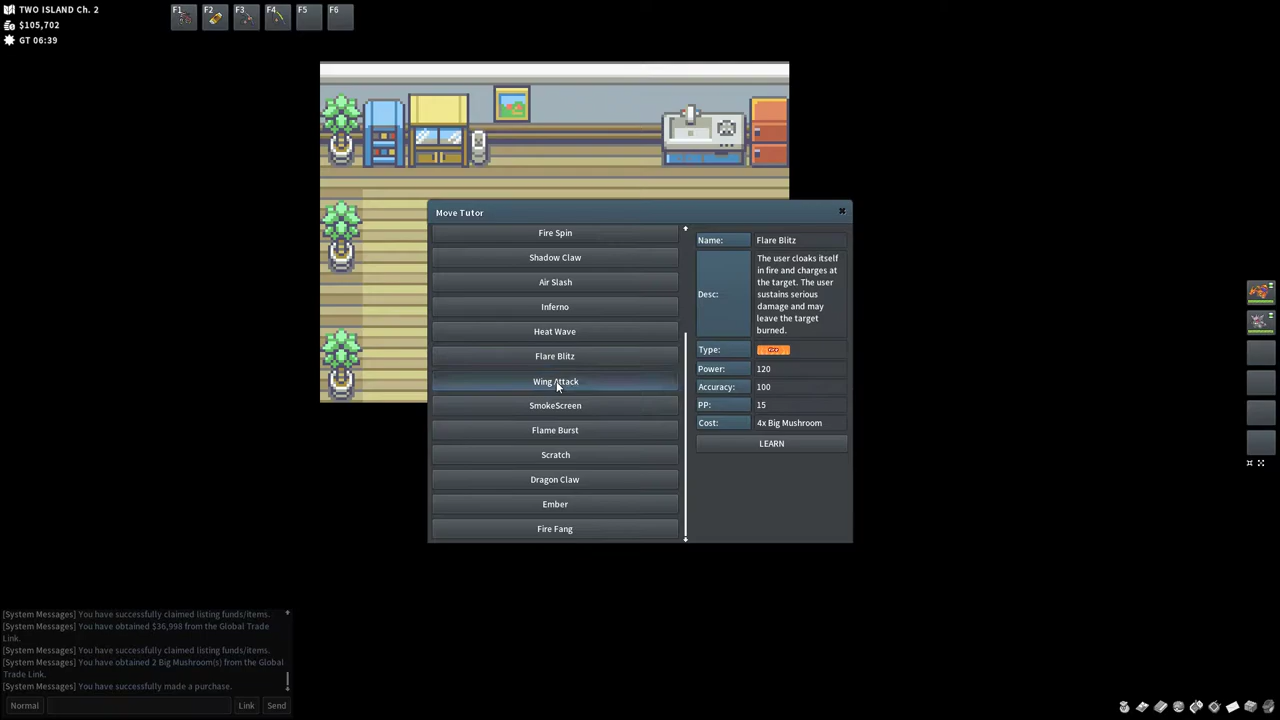 TWO ISLAND Ch. 2
$105,702
GT 06:39
F1
F2
F3
F4
F5
F6
Move Tutor
Fire Spin
Shadow Claw
Air Slash
Inferno
Heat Wave
Flare Blitz
Wing Attack
SmokeScreen
Flame Burst
Scratch
Dragon Claw
Ember
Fire Fang
Name: Flare Blitz
Desc:
The user cloaks itself
in fire and charges at
the target. The user
sustains serious
damage and may
leave the target
burned.
Type: Fire
Power: 120
Accuracy: 100
PP: 15
Cost: 4x Big Mushroom
LEARN
[System Messages] You have successfully claimed listing funds/items.
[System Messages] You have obtained $36,998 from the Global Trade
Link.
[System Messages] You have successfully claimed listing funds/items.
[System Messages] You have obtained 2 Big Mushroom(s) from the Global
Trade Link.
[System Messages] You have successfully made a purchase.
Normal
Link
Send